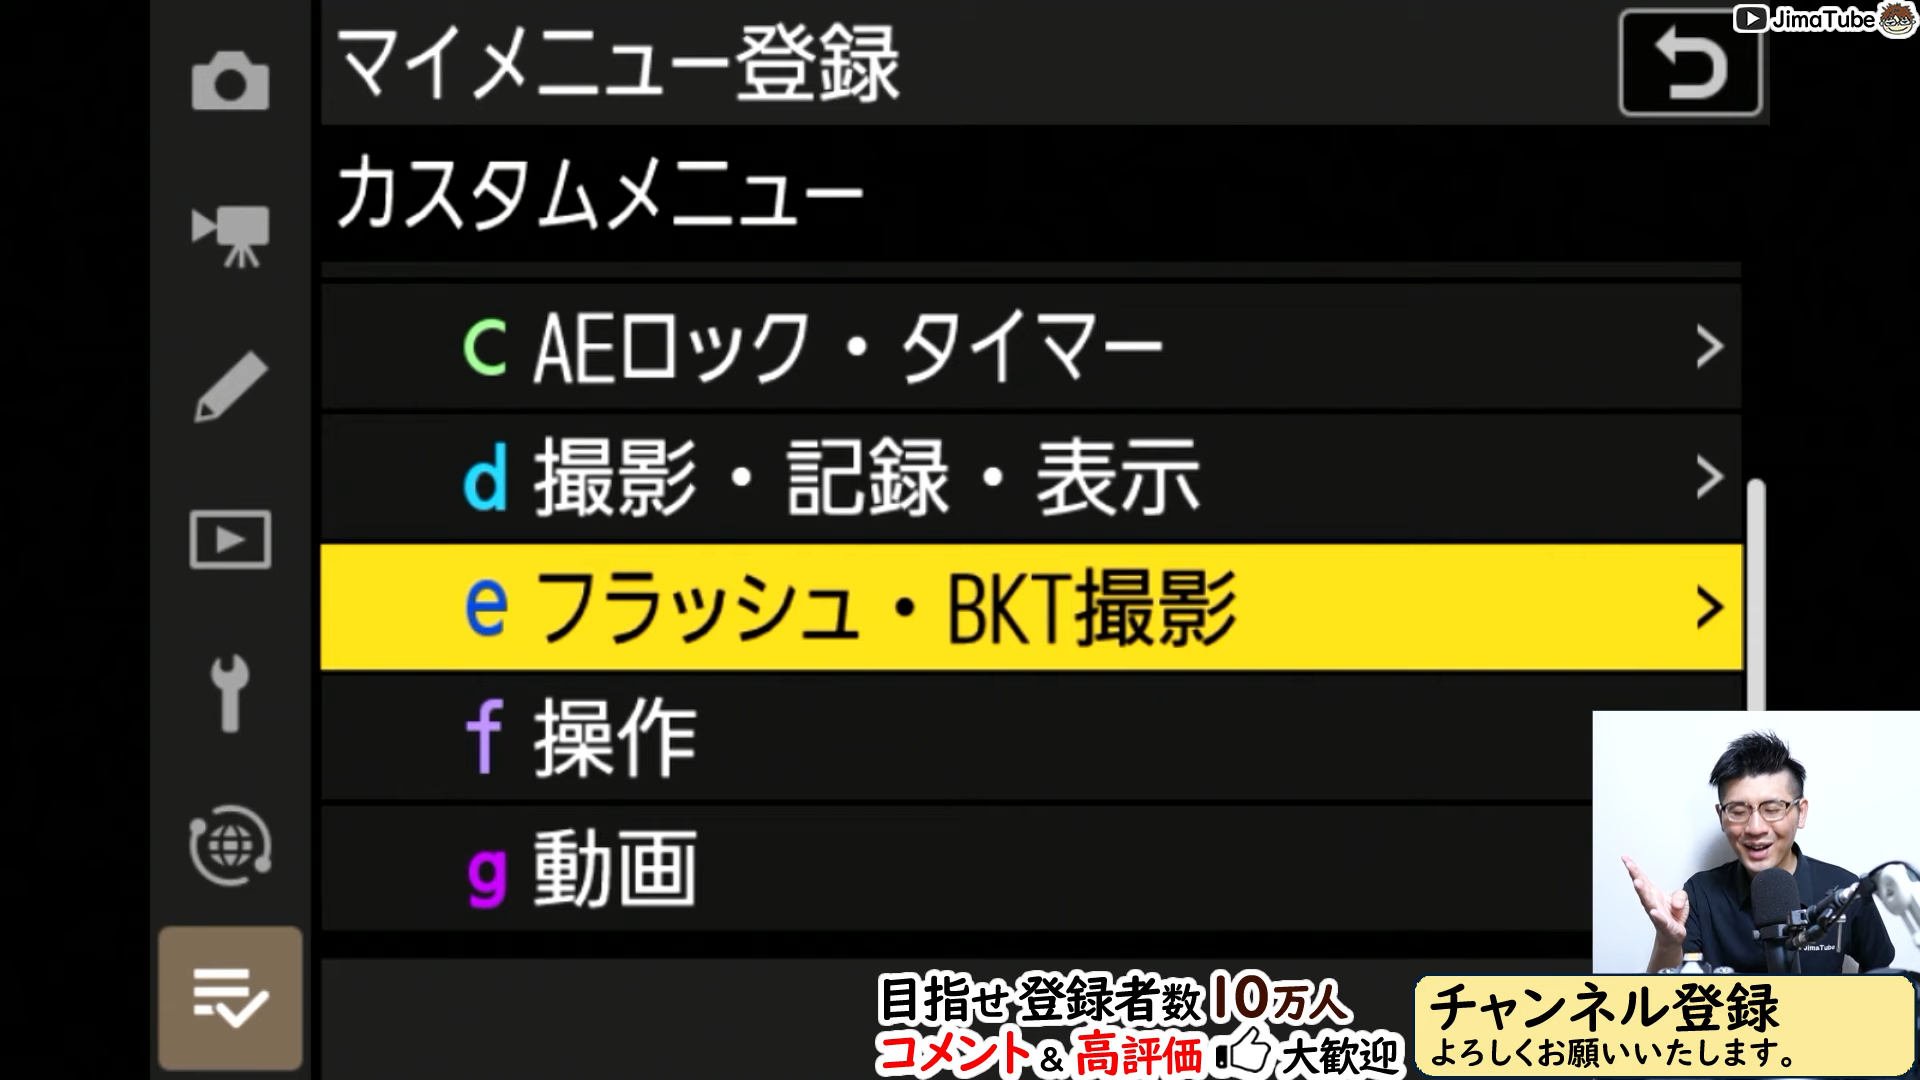 JimaTube
マイメニュー登録
カスタムメニュー
c AEロック・タイマー
d 撮影・記録・表示
e フラッシュ・BKT撮影
f 操作
g 動画
JimaTube
目指せ 登録者数10万人
コメント&高評価 大歓迎
チャンネル登録
よろしくお願いいたします。